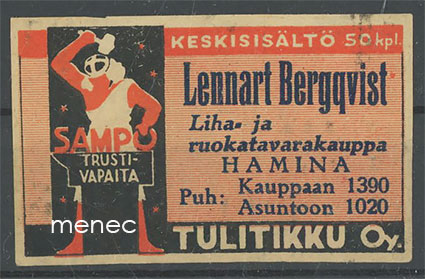 KESKISISÄLTÖ 50 kpl.
SAMPO
TRUSTI-
VAPAITA
Lennart Bergqvist
Liha- ja
ruokatavarakauppa
HAMINA
Puh: Kauppaan 1390
Asuntoon 1020
TULITIKKU Oy.
menec